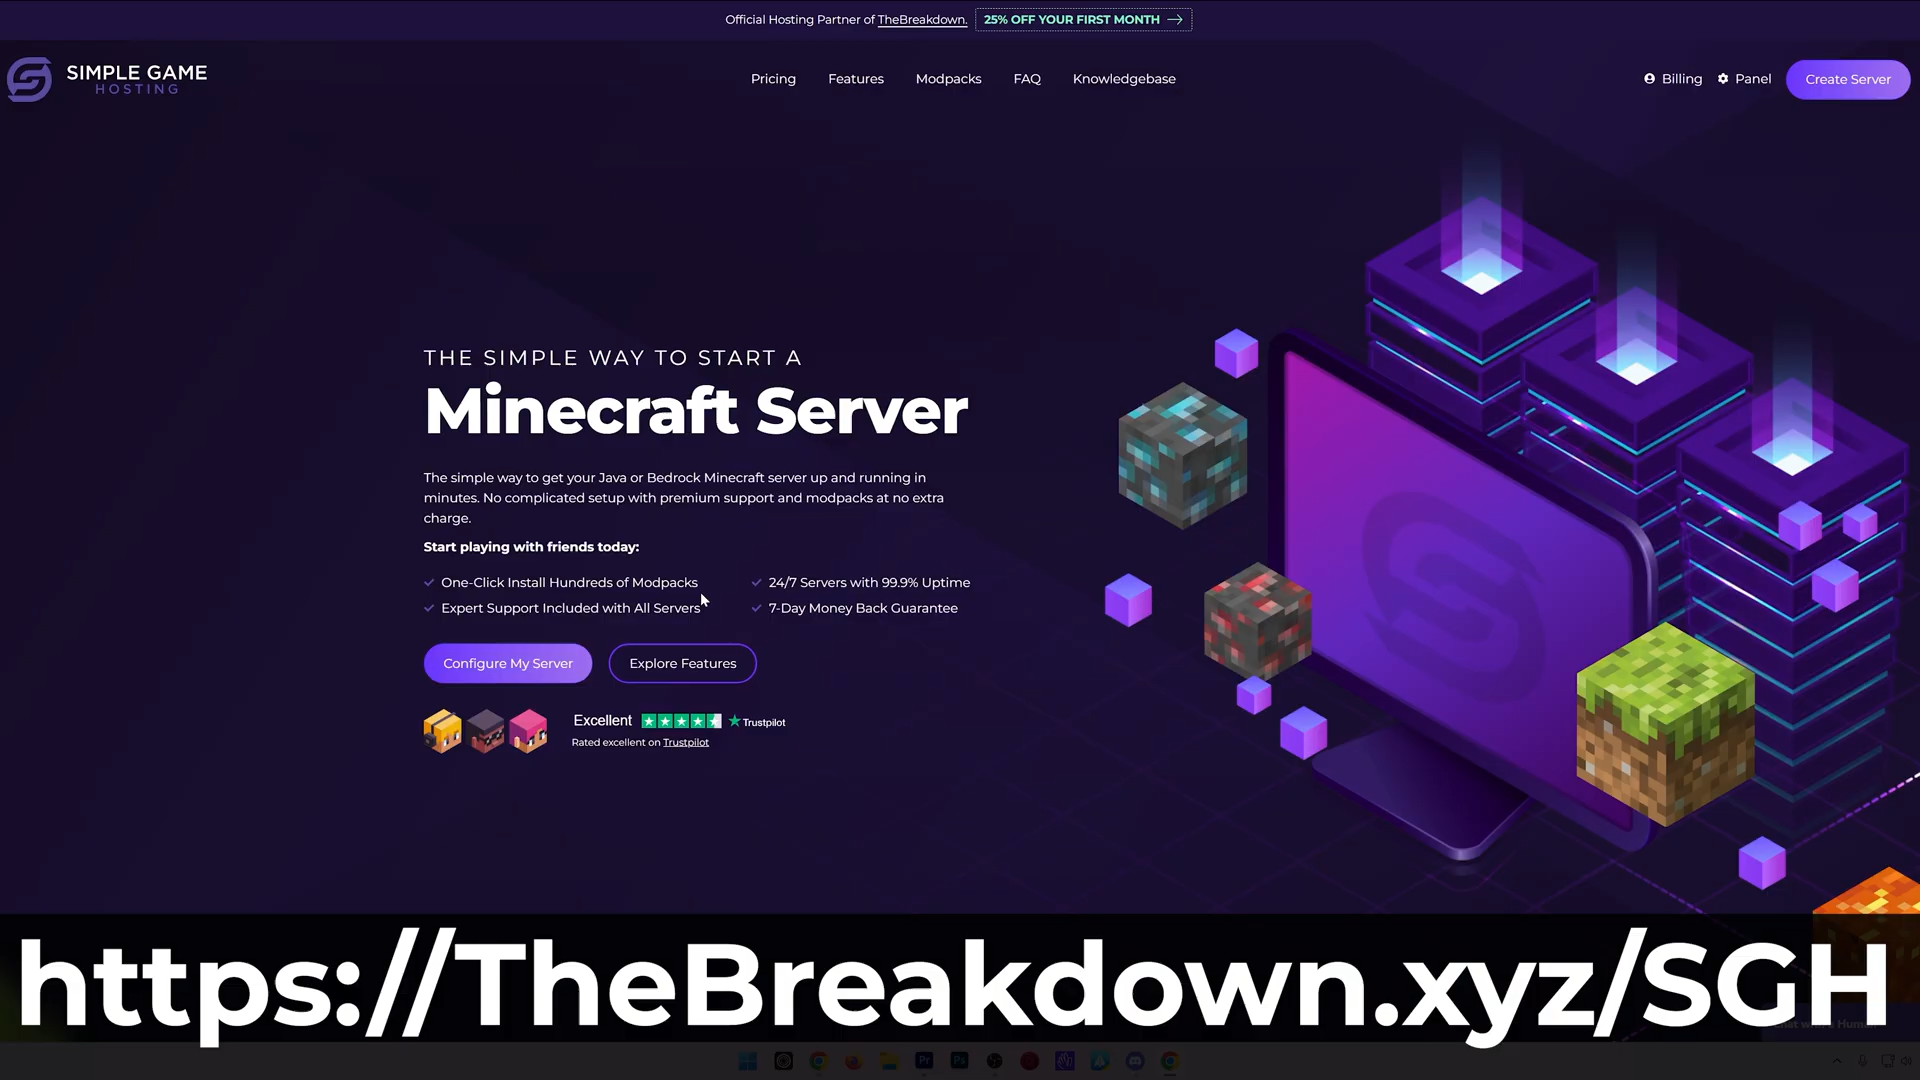 Official Hosting Partner of TheBreakdown. 25% OFF YOUR FIRST MONTH
SIMPLE GAME
HOSTING
Pricing Features Modpacks FAQ Knowledgebase
Billing Panel Create Server
THE SIMPLE WAY TO START A
Minecraft Server
The simple way to get your Java or Bedrock Minecraft server up and running in
minutes. No complicated setup with premium support and modpacks at no extra
charge.
Start playing with friends today:
One-Click Install Hundreds of Modpacks
24/7 Servers with 99.9% Uptime
Expert Support Included with All Servers
7-Day Money Back Guarantee
Configure My Server Explore Features
Excellent Trustpilot
Rated excellent on Trustpilot
https://TheBreakdown.xyz/SGH
Pr Ps